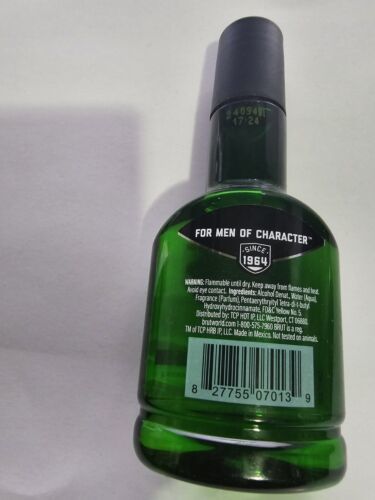 17:24
FOR MEN OF CHARACTER™
SINCE
1964
WARNING: Flammable until dry. Keep away from flames and heat.
Avoid eye contact. Ingredients: Alcohol Denat., Water (Aqua),
Fragrance (Parfum), Pentaerythrityl Tetra-di-t-butyl
Hydroxyhydrocinnamate, FD&C Yellow No. 5.
Distributed by: TCP HOT IP, LLC Westport, CT 06880.
brutworld.com 1-800-575-7960 BRUT is a reg.
TM of TCP HRB IP, LLC. Made in Mexico. Not tested on animals.
8 27755 07013 9